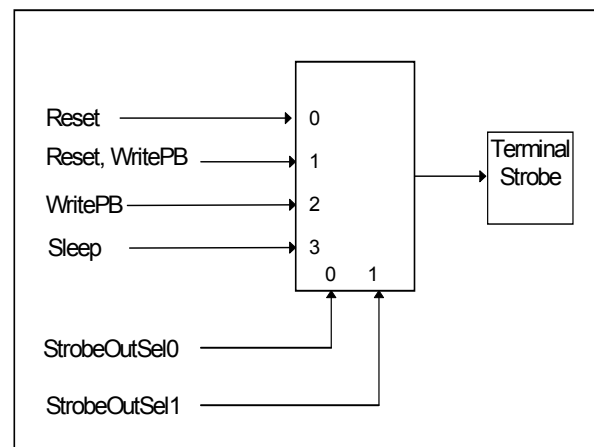 Reset
0
Reset, WritePB
1
WritePB
2
Sleep
3
0 1
Terminal
Strobe
StrobeOutSel0
StrobeOutSel1